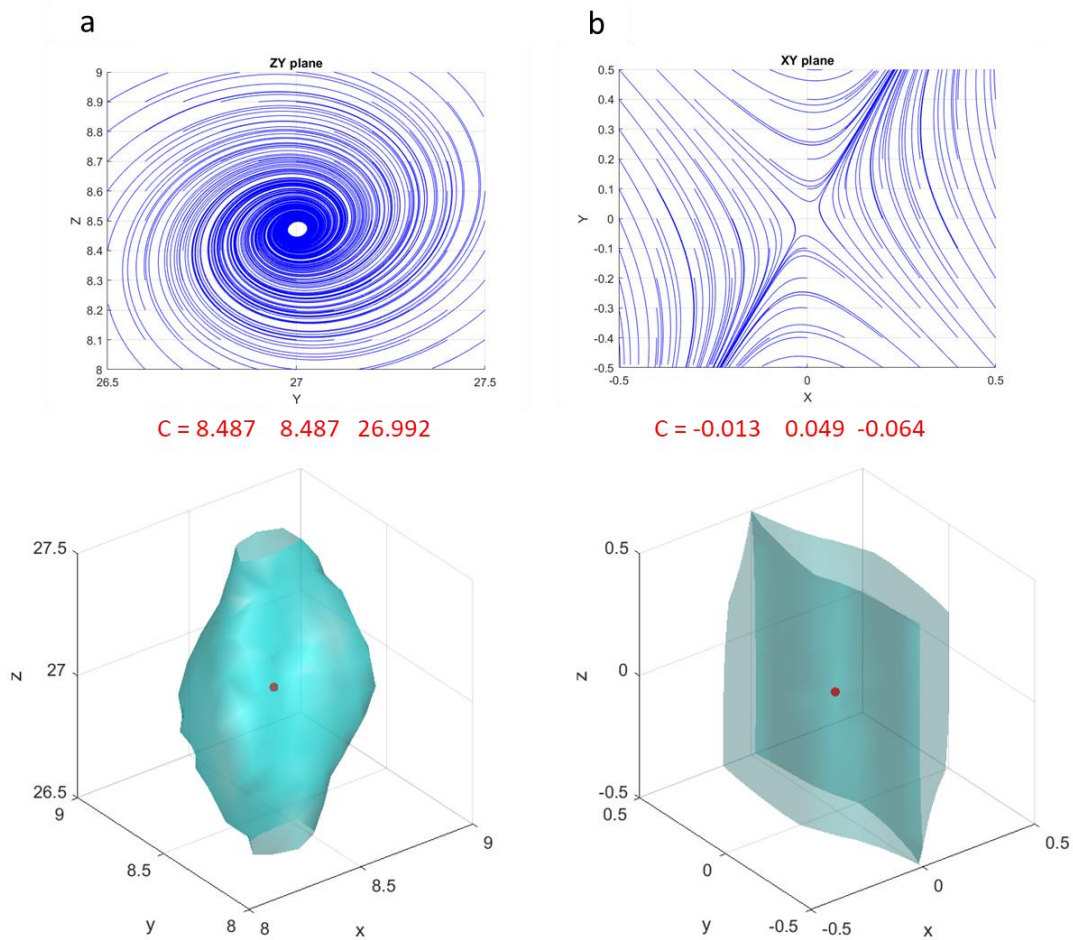 a
b
ZY plane
9
8.9
8.8
8.7
8.6
8.5
8.4
8.3
8.2
8.1
8
Z
26.5 27 27.5
Y
XY plane
0.5
0.4
0.3
0.2
0.1
0
-0.1
-0.2
-0.3
-0.4
-0.5
Y
-0.5 0 0.5
X
C = 8.487 8.487 26.992
C = -0.013 0.049 -0.064
27.5
27
26.5
z
9
8.5
8
y
8
8.5
9
x
0.5
0
-0.5
z
0.5
0
-0.5
y
-0.5
0
0.5
x